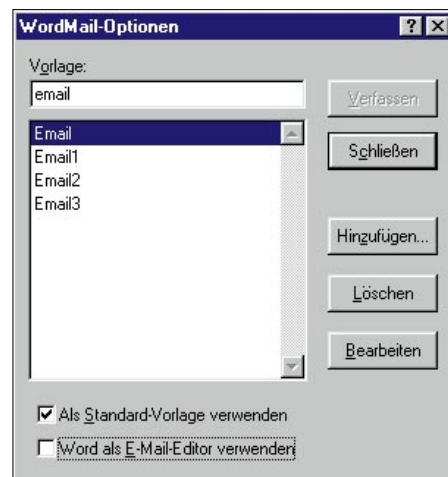 WordMail-Optionen
Vorlage:
email
Verfassen
Email
Email1
Email2
Email3
Schließen
Hinzufügen...
Löschen
Bearbeiten
Als Standard-Vorlage verwenden
Word als E-Mail-Editor verwenden